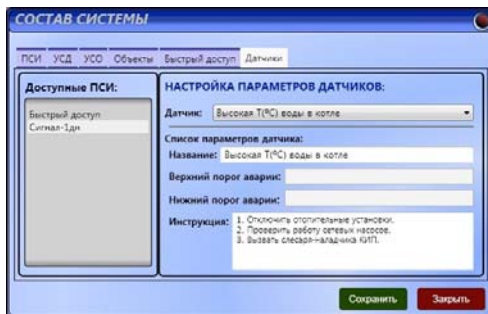 СОСТАВ СИСТЕМЫ
ПСИ УСД УСО Объекты Быстрый доступ Датчики
Доступные ПСИ:
Быстрый доступ
Сигнал-1дн
НАСТРОЙКА ПАРАМЕТРОВ ДАТЧИКОВ:
Датчик: Высокая T(ºC) воды в котле
Список параметров датчика:
Название: Высокая T(ºC) воды в котле
Верхний порог аварии:
Нижний порог аварии:
Инструкция: 1. Отключить отопительные установки.
2. Проверить работу сетевых насосов.
3. Вызвать слесаря-наладчика КИП.
Сохранить Закрыть